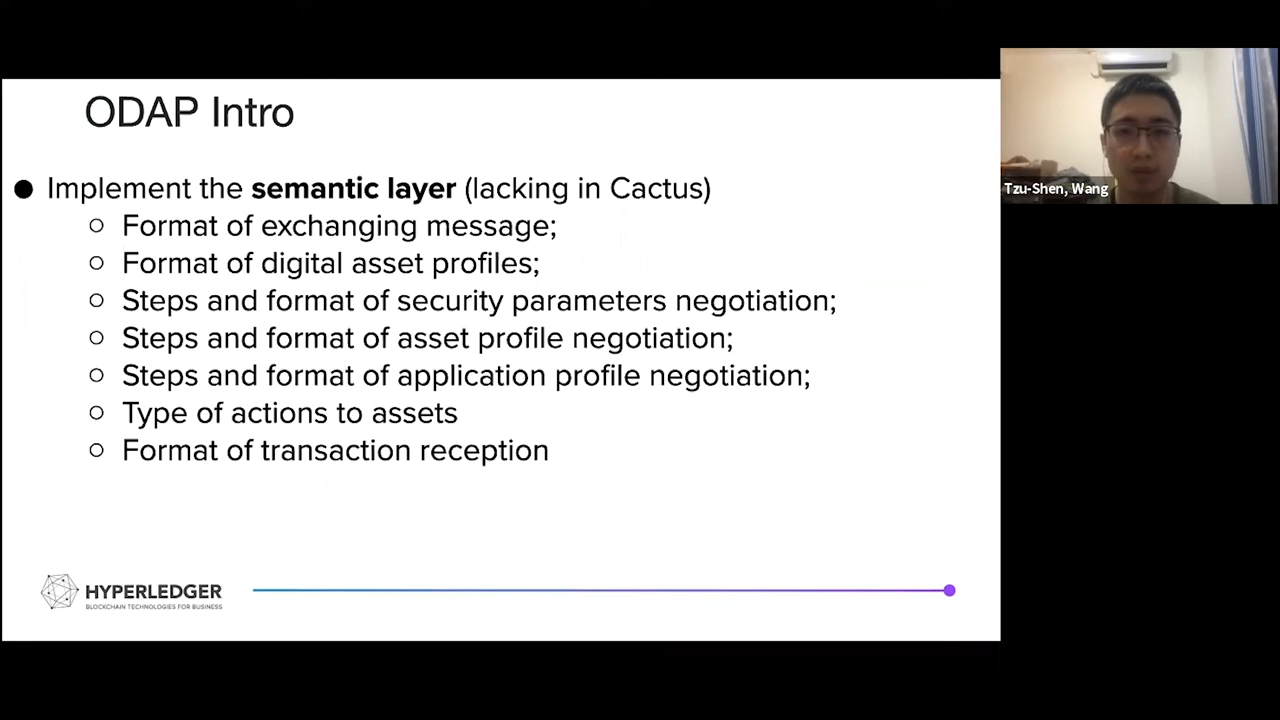 ODAP Intro
● Implement the semantic layer (lacking in Cactus)
○ Format of exchanging message;
○ Format of digital asset profiles;
○ Steps and format of security parameters negotiation;
○ Steps and format of asset profile negotiation;
○ Steps and format of application profile negotiation;
○ Type of actions to assets
○ Format of transaction reception
HYPERLEDGER
BLOCKCHAIN TECHNOLOGIES FOR BUSINESS
Tzu-Shen, Wang